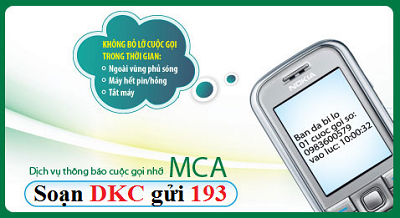 KHÔNG BỎ LỠ CUỘC GỌI
TRONG THỜI GIAN:
Ngoài vùng phủ sóng
Máy hết pin/hỏng
Tắt máy
NOKIA
Ban da bi lo
01 cuoc goi so:
0983600579
vao luc: 10:00:32
Dịch vụ thông báo cuộc gọi nhỡ MCA
Soạn DKC gửi 193